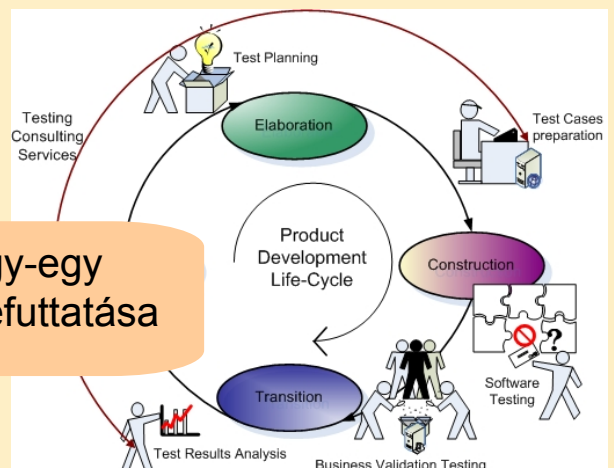 Test Planning
Testing
Consulting
Services
Elaboration
Test Cases
preparation
Product
Development
Life-Cycle
Construction
Transition
Software
Testing
Test Results Analysis
Business Validation Testing